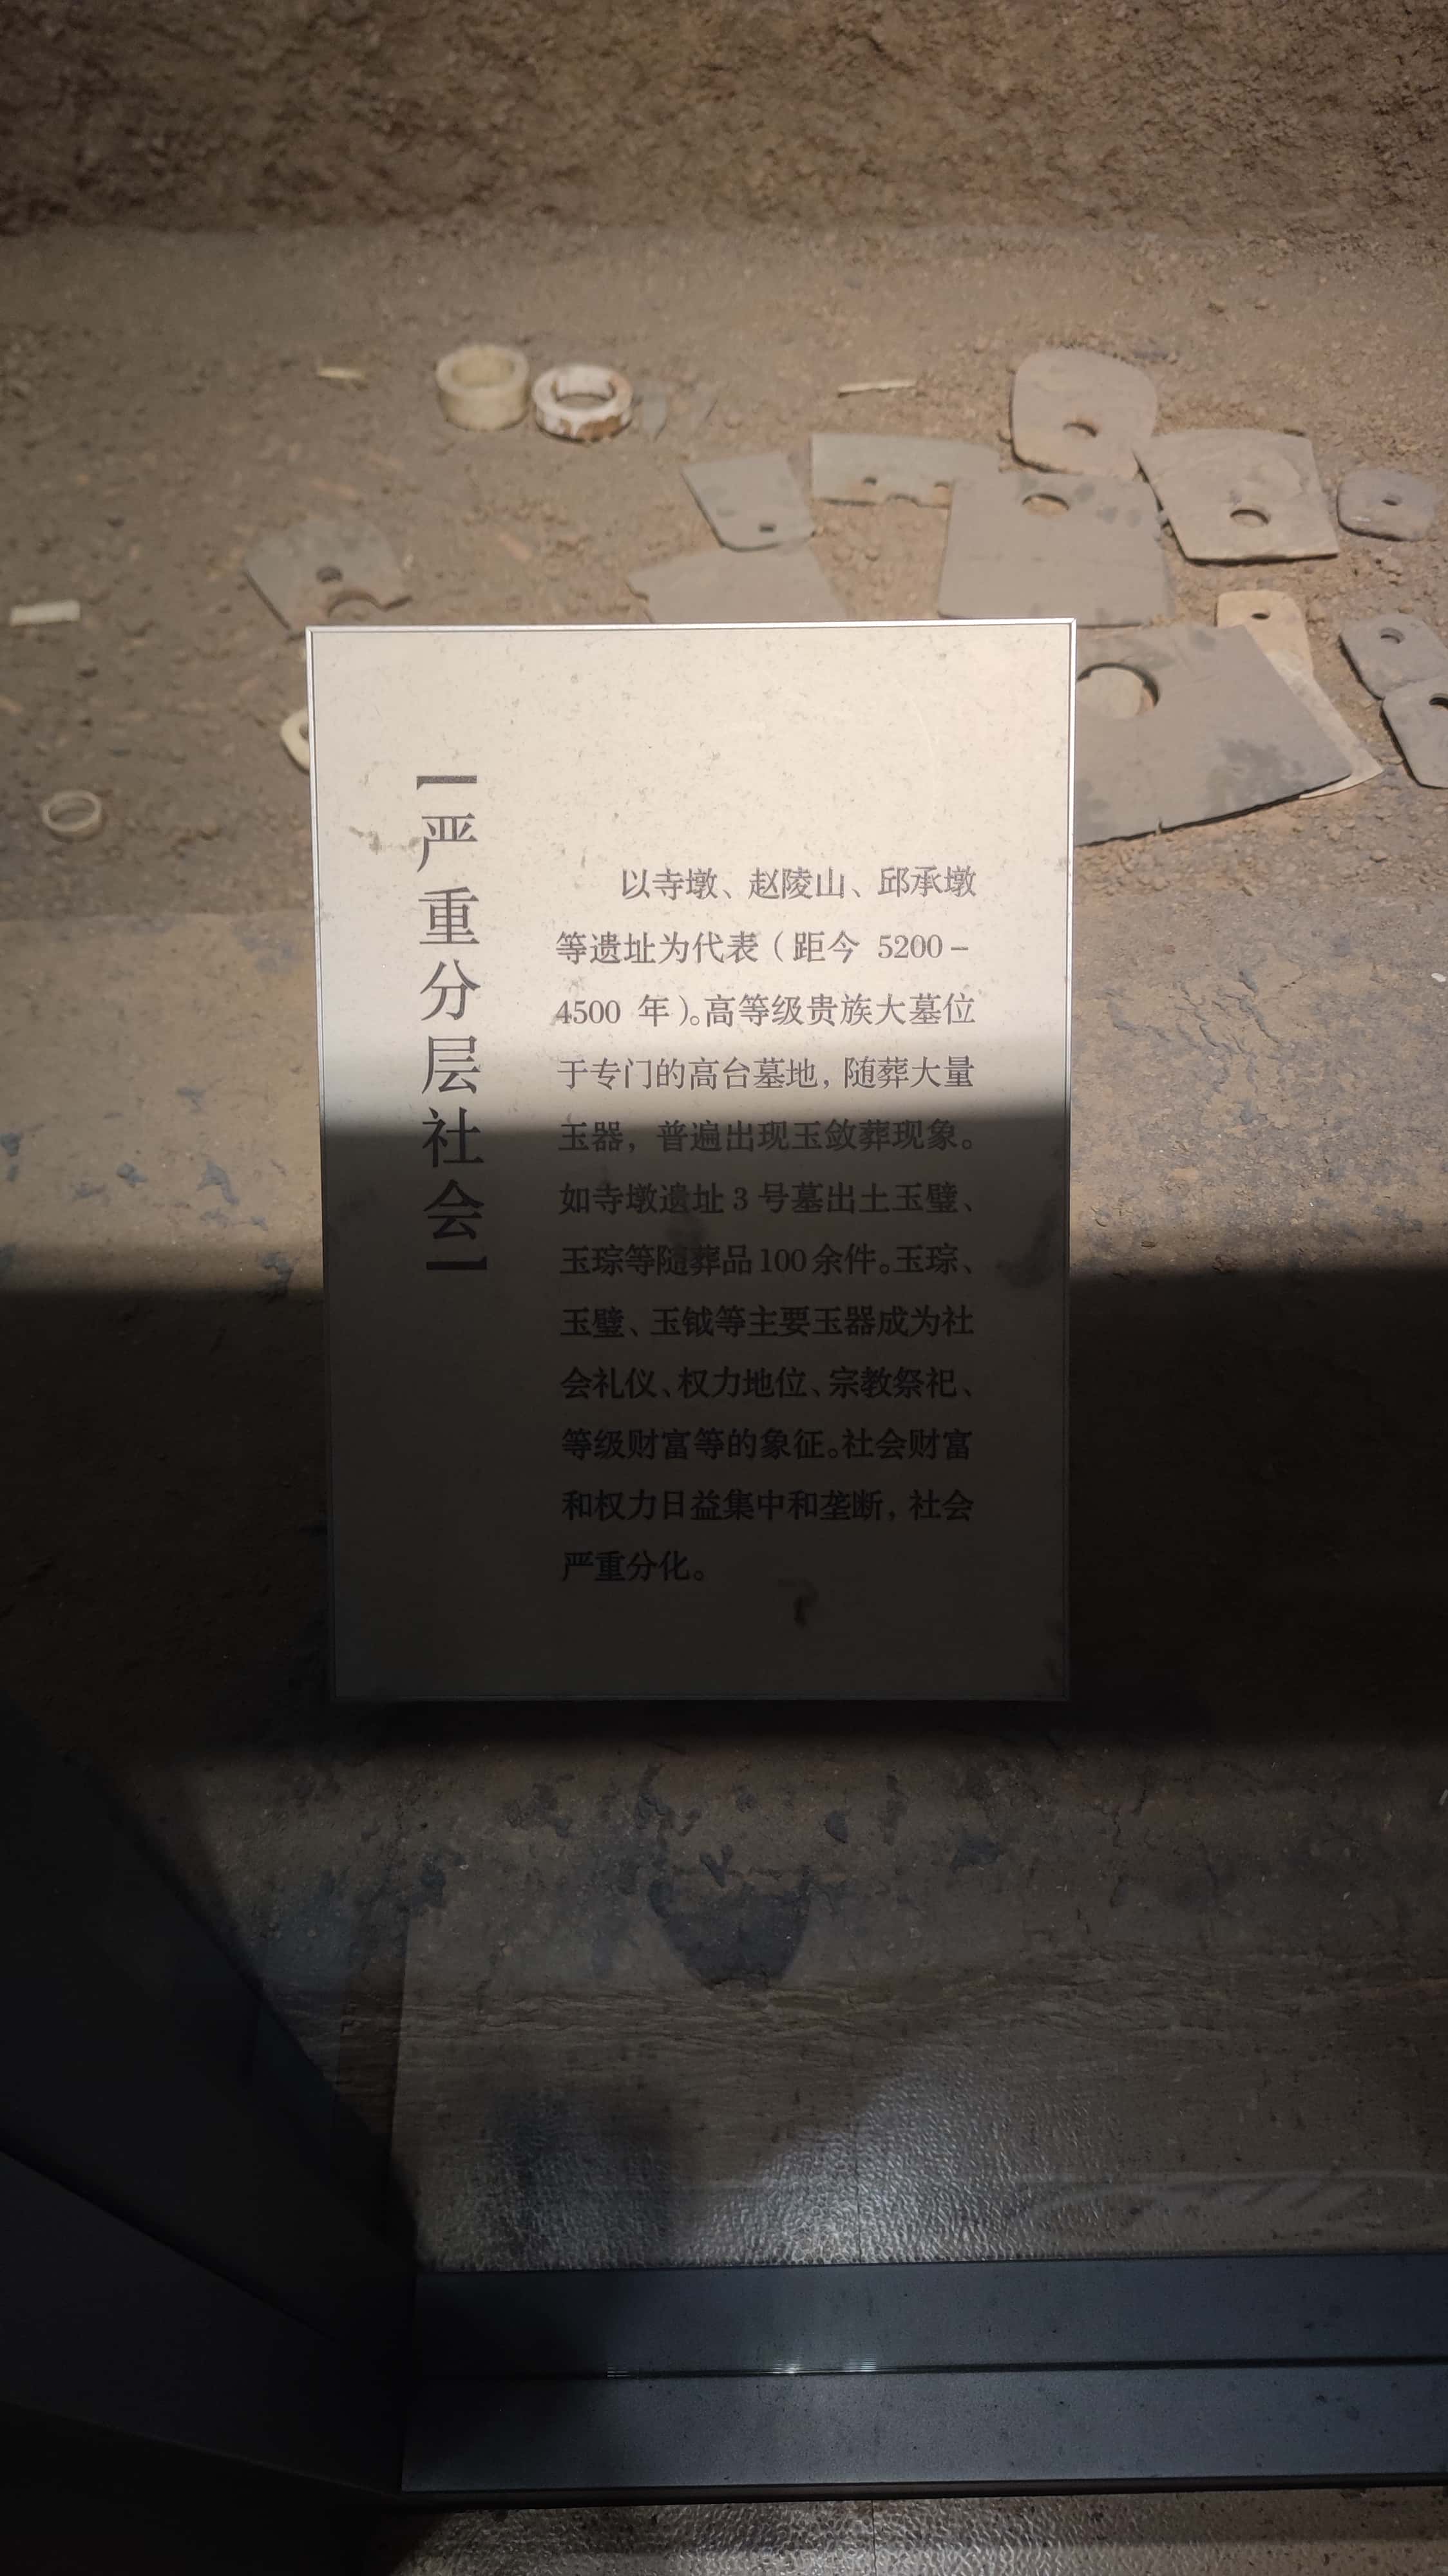 【严重分层社会】
以寺墩、赵陵山、邱承墩
等遗址为代表（距今 5200－
4500 年）。高等级贵族大墓位
于专门的高台墓地，随葬大量
玉器，普遍出现玉敛葬现象。
如寺墩遗址 3 号墓出土玉璧、
玉琮等随葬品100余件。玉琮、
玉璧、玉钺等主要玉器成为社
会礼仪、权力地位、宗教祭祀、
等级财富等的象征。社会财富
和权力日益集中和垄断，社会
严重分化。